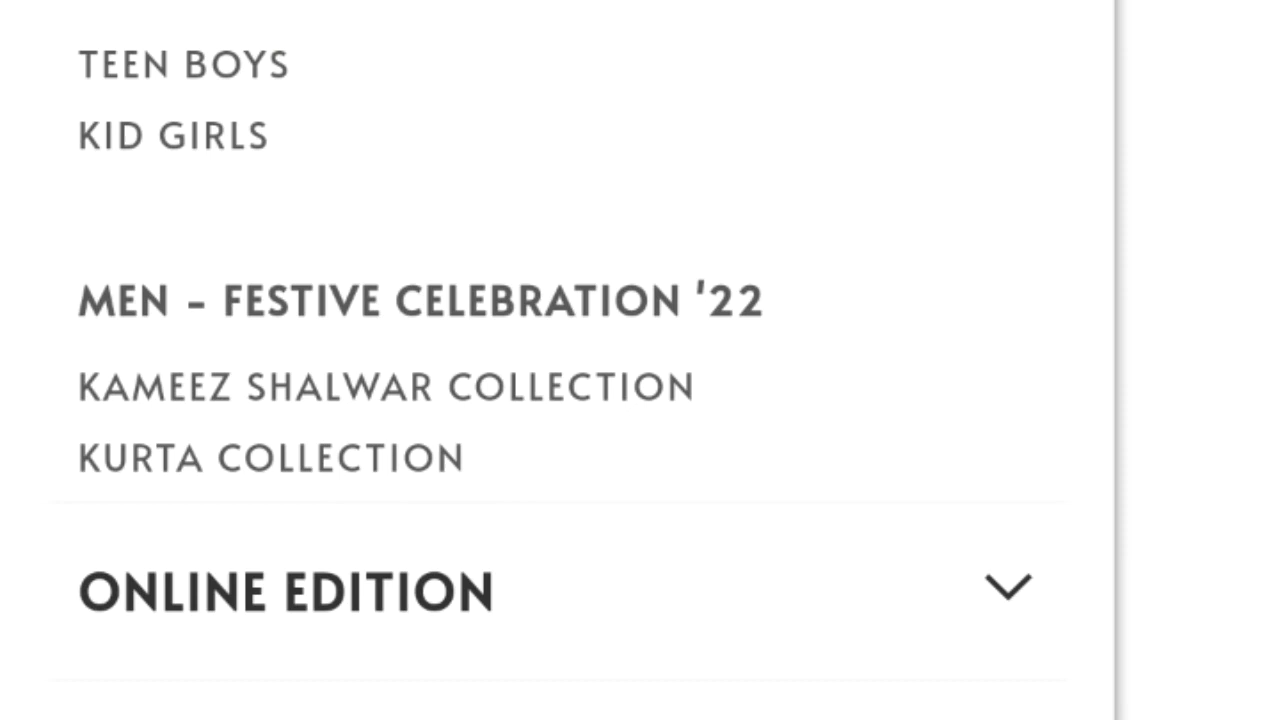 TEEN BOYS
KID GIRLS
MEN - FESTIVE CELEBRATION '22
KAMEEZ SHALWAR COLLECTION
KURTA COLLECTION
ONLINE EDITION